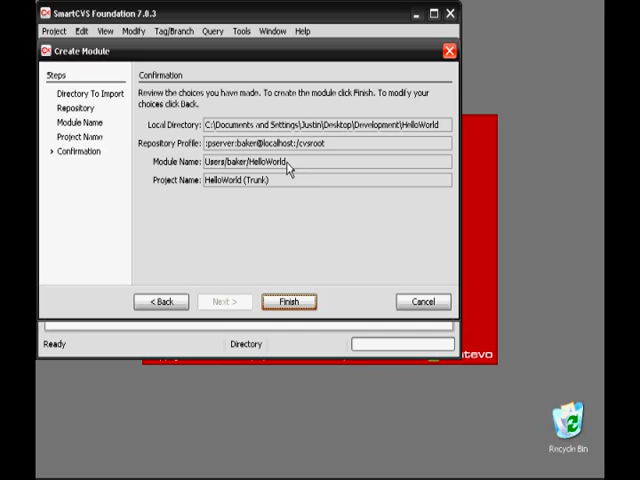 SmartCVS Foundation 7.0.3
Project Edit View Modify Tag/Branch Query Tools Window Help
Create Module
Steps
Directory To Import
Repository
Module Name
Project Name
Confirmation
Confirmation
Review the choices you have made. To create the module click Finish. To modify your
choices click Back.
Local Directory: C:\Documents and Settings\Justin\Desktop\Development\HelloWorld
Repository Profile: :pserver:baker@localhost:/cvsroot
Module Name: Users/baker/HelloWorld
Project Name: HelloWorld (Trunk)
< Back Next > Finish Cancel
Ready Directory
Recycle Bin